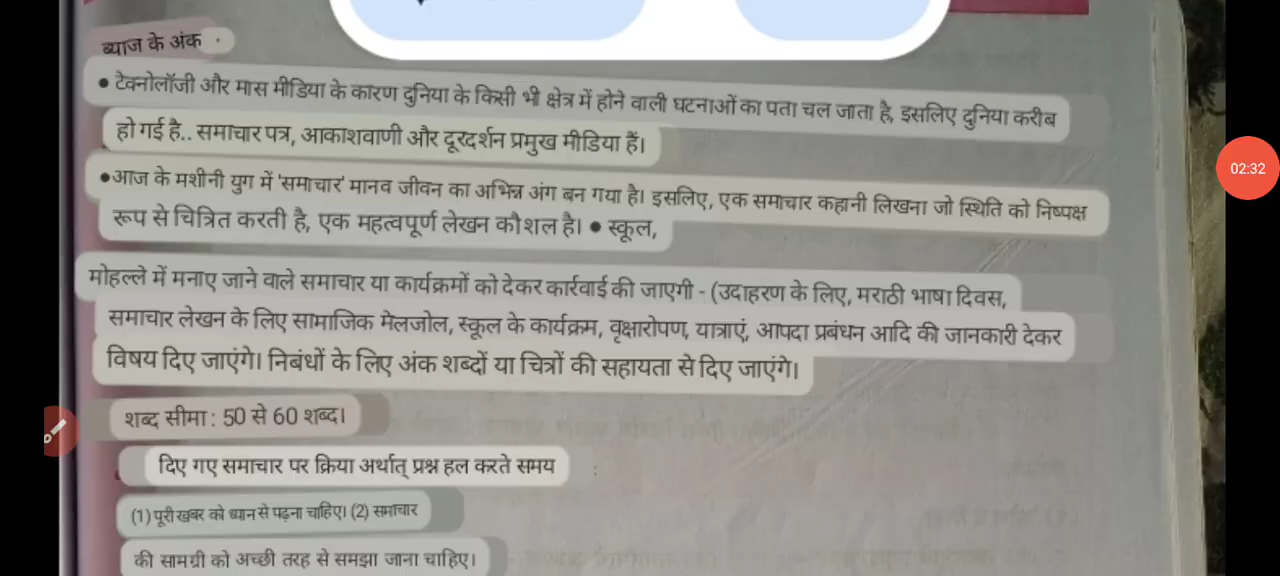 ब्याज के अंक
• टेक्नोलॉजी और मास मीडिया के कारण दुनिया के किसी भी क्षेत्र में होने वाली घटनाओं का पता चल जाता है, इसलिए दुनिया करीब
हो गई है.. समाचार पत्र, आकाशवाणी और दूरदर्शन प्रमुख मीडिया हैं।
•आज के मशीनी युग में 'समाचार' मानव जीवन का अभिन्न अंग बन गया है। इसलिए, एक समाचार कहानी लिखना जो स्थिति को निष्पक्ष
रूप से चित्रित करती है, एक महत्वपूर्ण लेखन कौशल है। • स्कूल,
मोहल्ले में मनाए जाने वाले समाचार या कार्यक्रमों को देकर कार्रवाई की जाएगी - (उदाहरण के लिए, मराठी भाषा दिवस,
समाचार लेखन के लिए सामाजिक मेलजोल, स्कूल के कार्यक्रम, वृक्षारोपण, यात्राएं, आपदा प्रबंधन आदि की जानकारी देकर
विषय दिए जाएंगे। निबंधों के लिए अंक शब्दों या चित्रों की सहायता से दिए जाएंगे।
शब्द सीमा : 50 से 60 शब्द।
दिए गए समाचार पर क्रिया अर्थात् प्रश्न हल करते समय
(1) पूरी खबर को ध्यान से पढ़ना चाहिए। (2) समाचार
की सामग्री को अच्छी तरह से समझा जाना चाहिए।
02:32